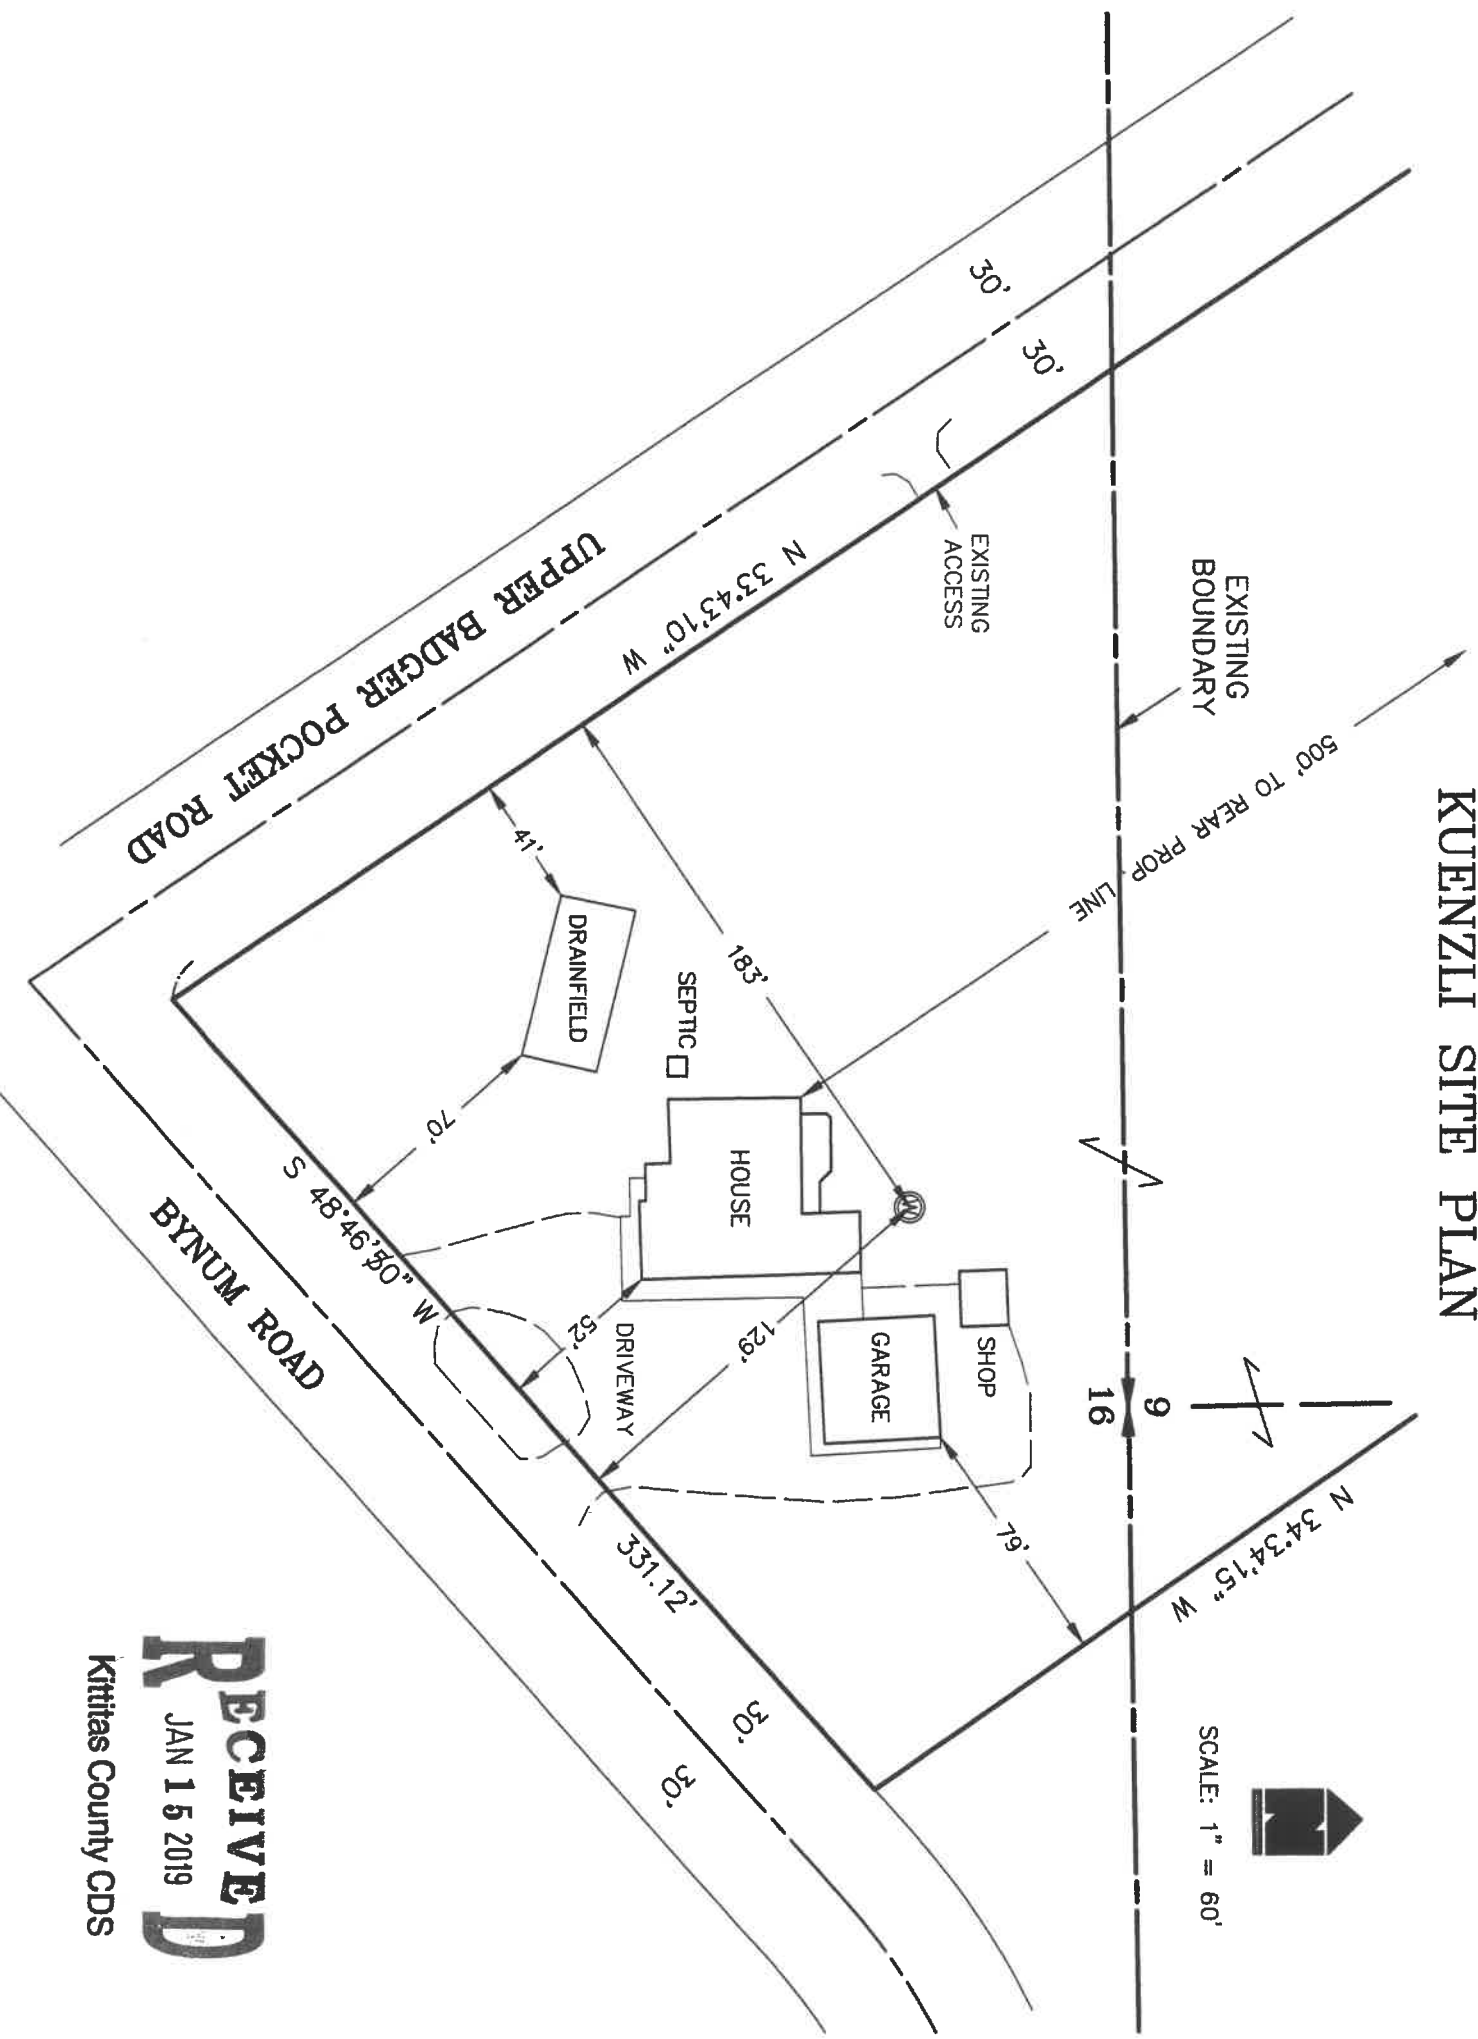 KUENZLI SITE PLAN
SCALE: 1" = 60'
N 34°34'15" W
9
16
EXISTING
BOUNDARY
500' TO REAR PROP LINE
30'
30'
EXISTING
ACCESS
N 33°43'10" W
UPPER BADGER POCKET ROAD
183'
41'
DRAINFIELD
SEPTIC
70'
HOUSE
W
SHOP
GARAGE
79'
129'
52'
DRIVEWAY
S 48°46' W
331.12'
BYNUM ROAD
30'
30'
RECEIVED
JAN 15 2019
Kittitas County CDS